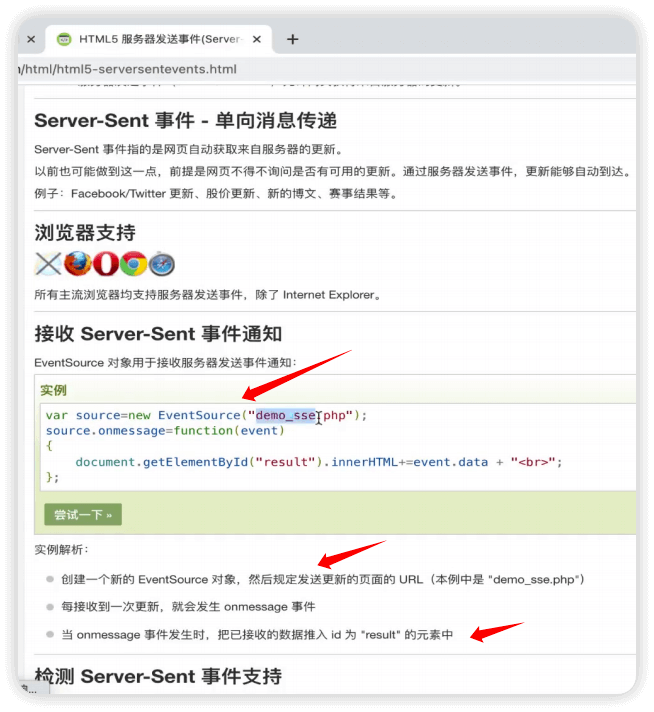 HTML5 服务器发送事件(Server-
/html/html5-serversentevents.html
Server-Sent 事件 - 单向消息传递
Server-Sent 事件指的是网页自动获取来自服务器的更新。
以前也可能做到这一点，前提是网页不得不询问是否有可用的更新。通过服务器发送事件，更新能够自动到达。
例子：Facebook/Twitter 更新、股价更新、新的博文、赛事结果等。
浏览器支持
所有主流浏览器均支持服务器发送事件，除了 Internet Explorer。
接收 Server-Sent 事件通知
EventSource 对象用于接收服务器发送事件通知：
实例
var source=new EventSource("demo_sse.php");
source.onmessage=function(event)
{
document.getElementById("result").innerHTML+=event.data + "<br>";
};
尝试一下 »
实例解析：
创建一个新的 EventSource 对象，然后规定发送更新的页面的 URL（本例中是 "demo_sse.php"）
每接收到一次更新，就会发生 onmessage 事件
当 onmessage 事件发生时，把已接收的数据推入 id 为 "result" 的元素中
检测 Server-Sent 事件支持